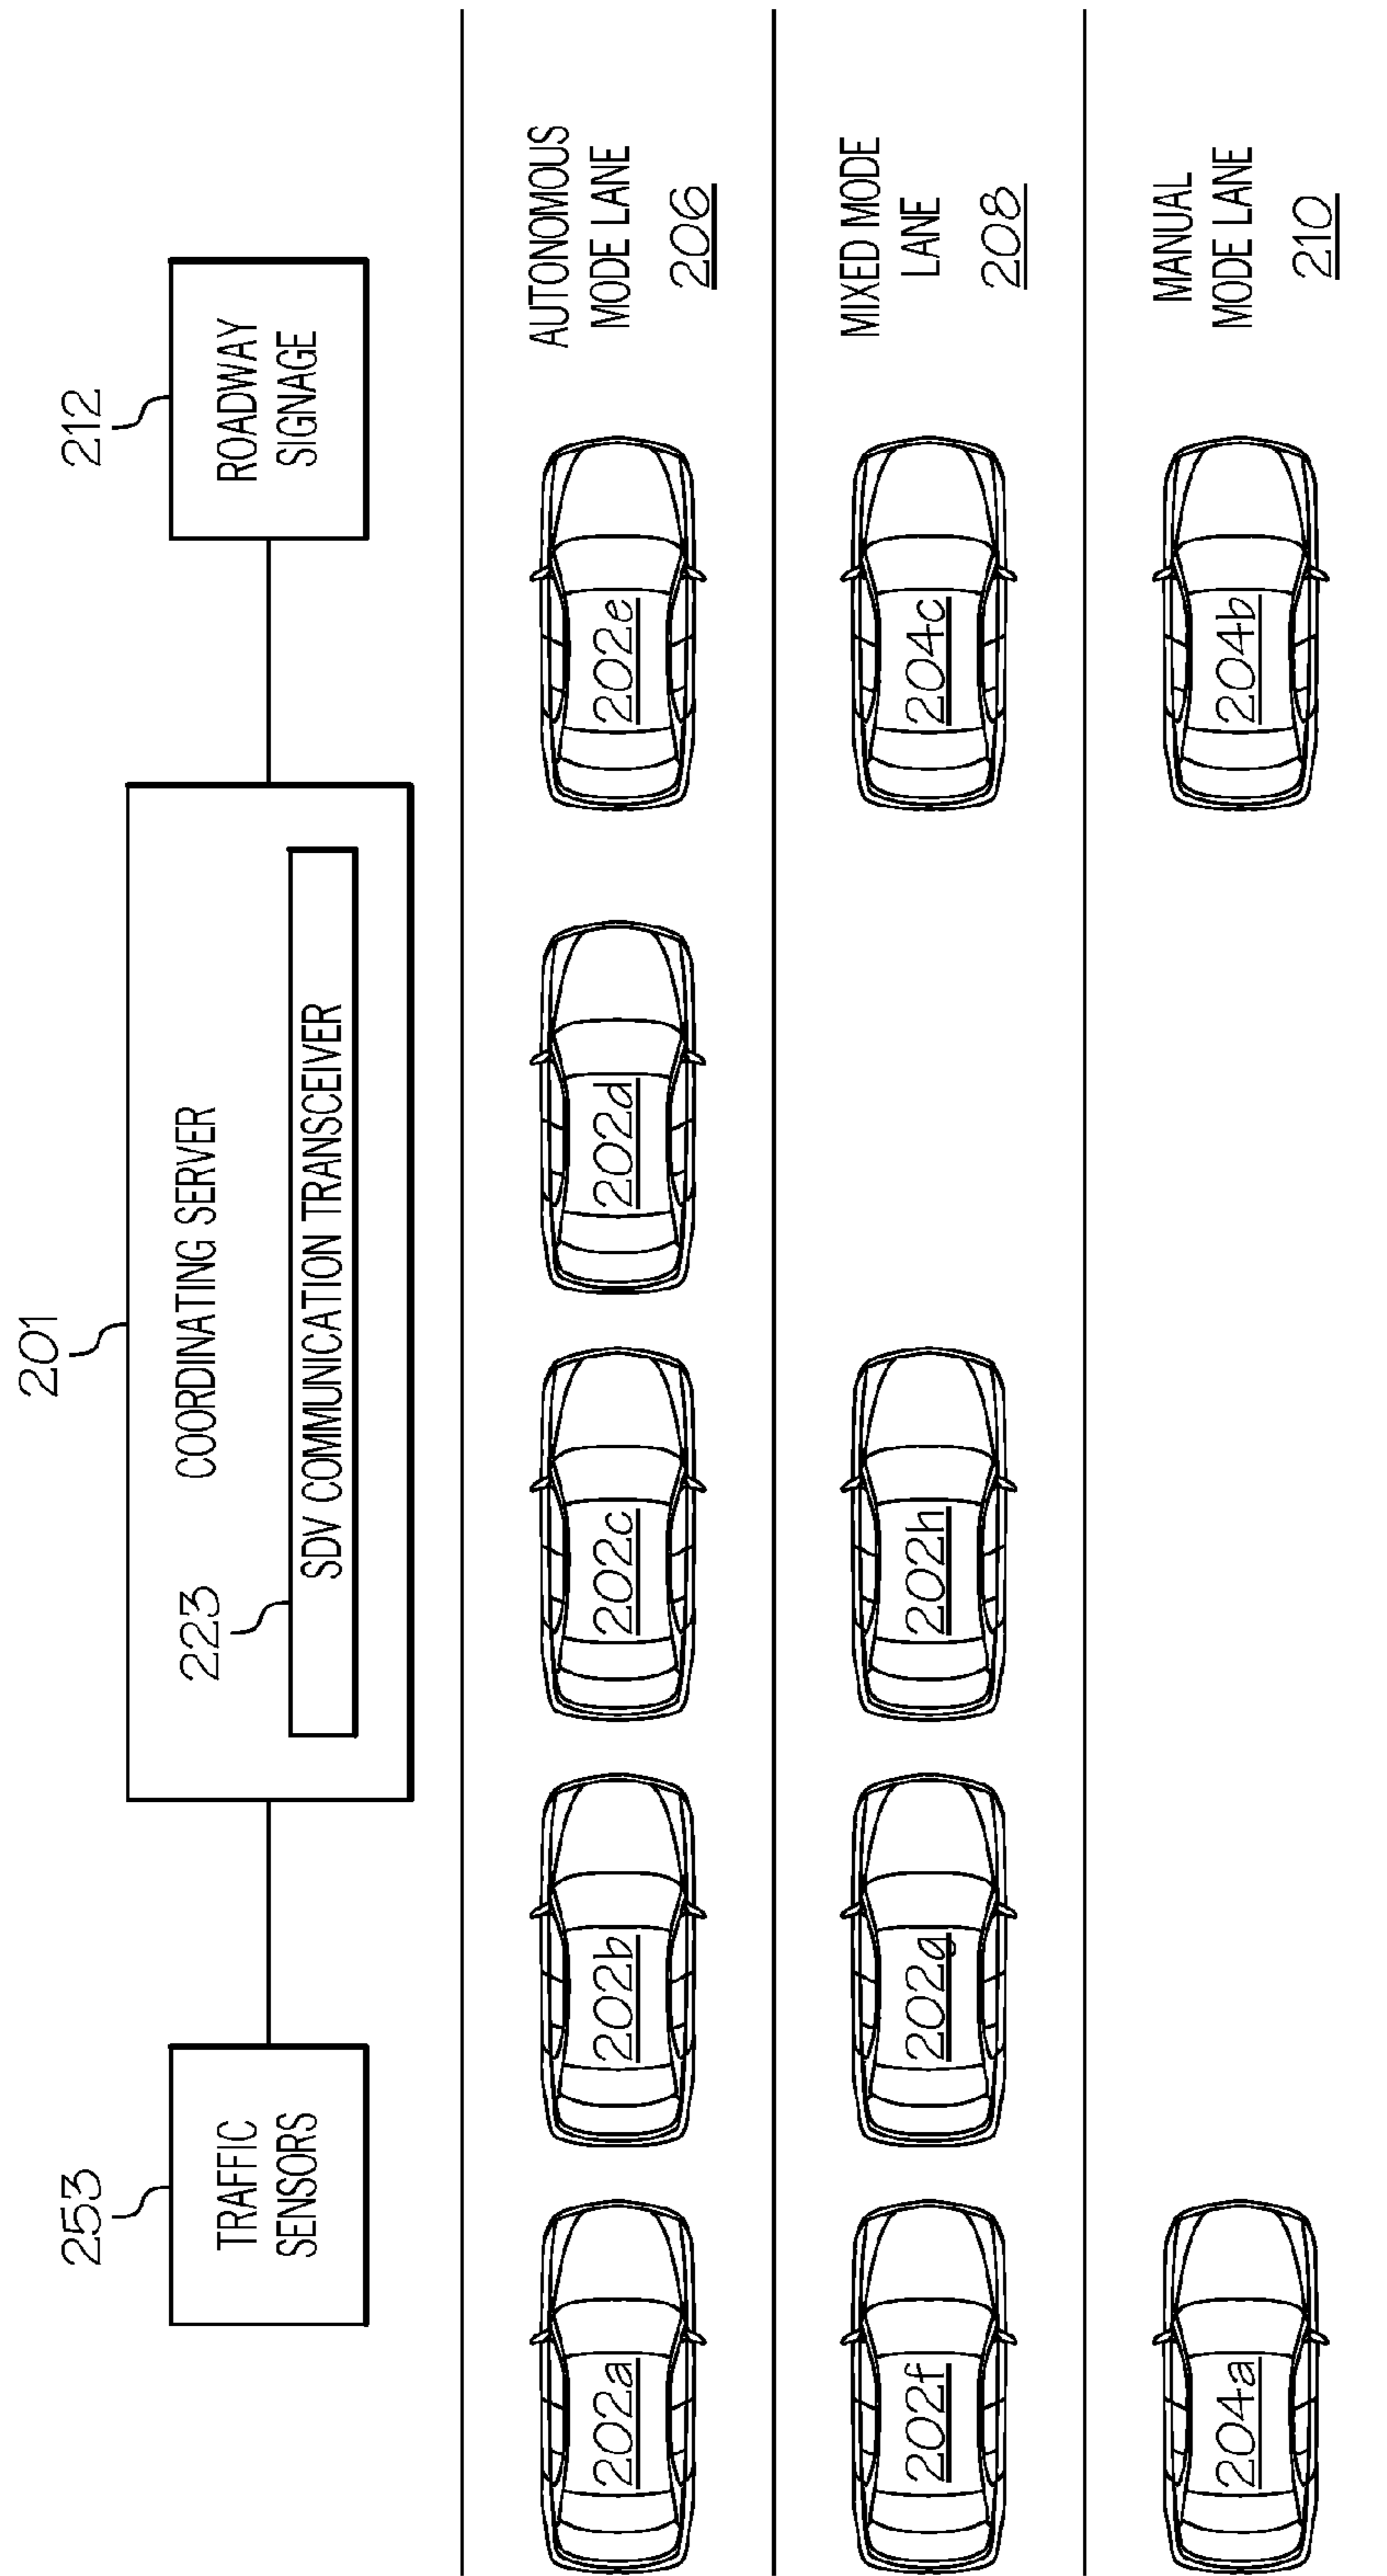 201
253
TRAFFIC
SENSORS
COORDINATING SERVER
223
SDV COMMUNICATION TRANSCEIVER
212
ROADWAY
SIGNAGE
202a
202b
202c
202d
202e
AUTONOMOUS
MODE LANE
206
202f
202g
202h
204c
MIXED MODE
LANE
208
204a
204b
MANUAL
MODE LANE
210